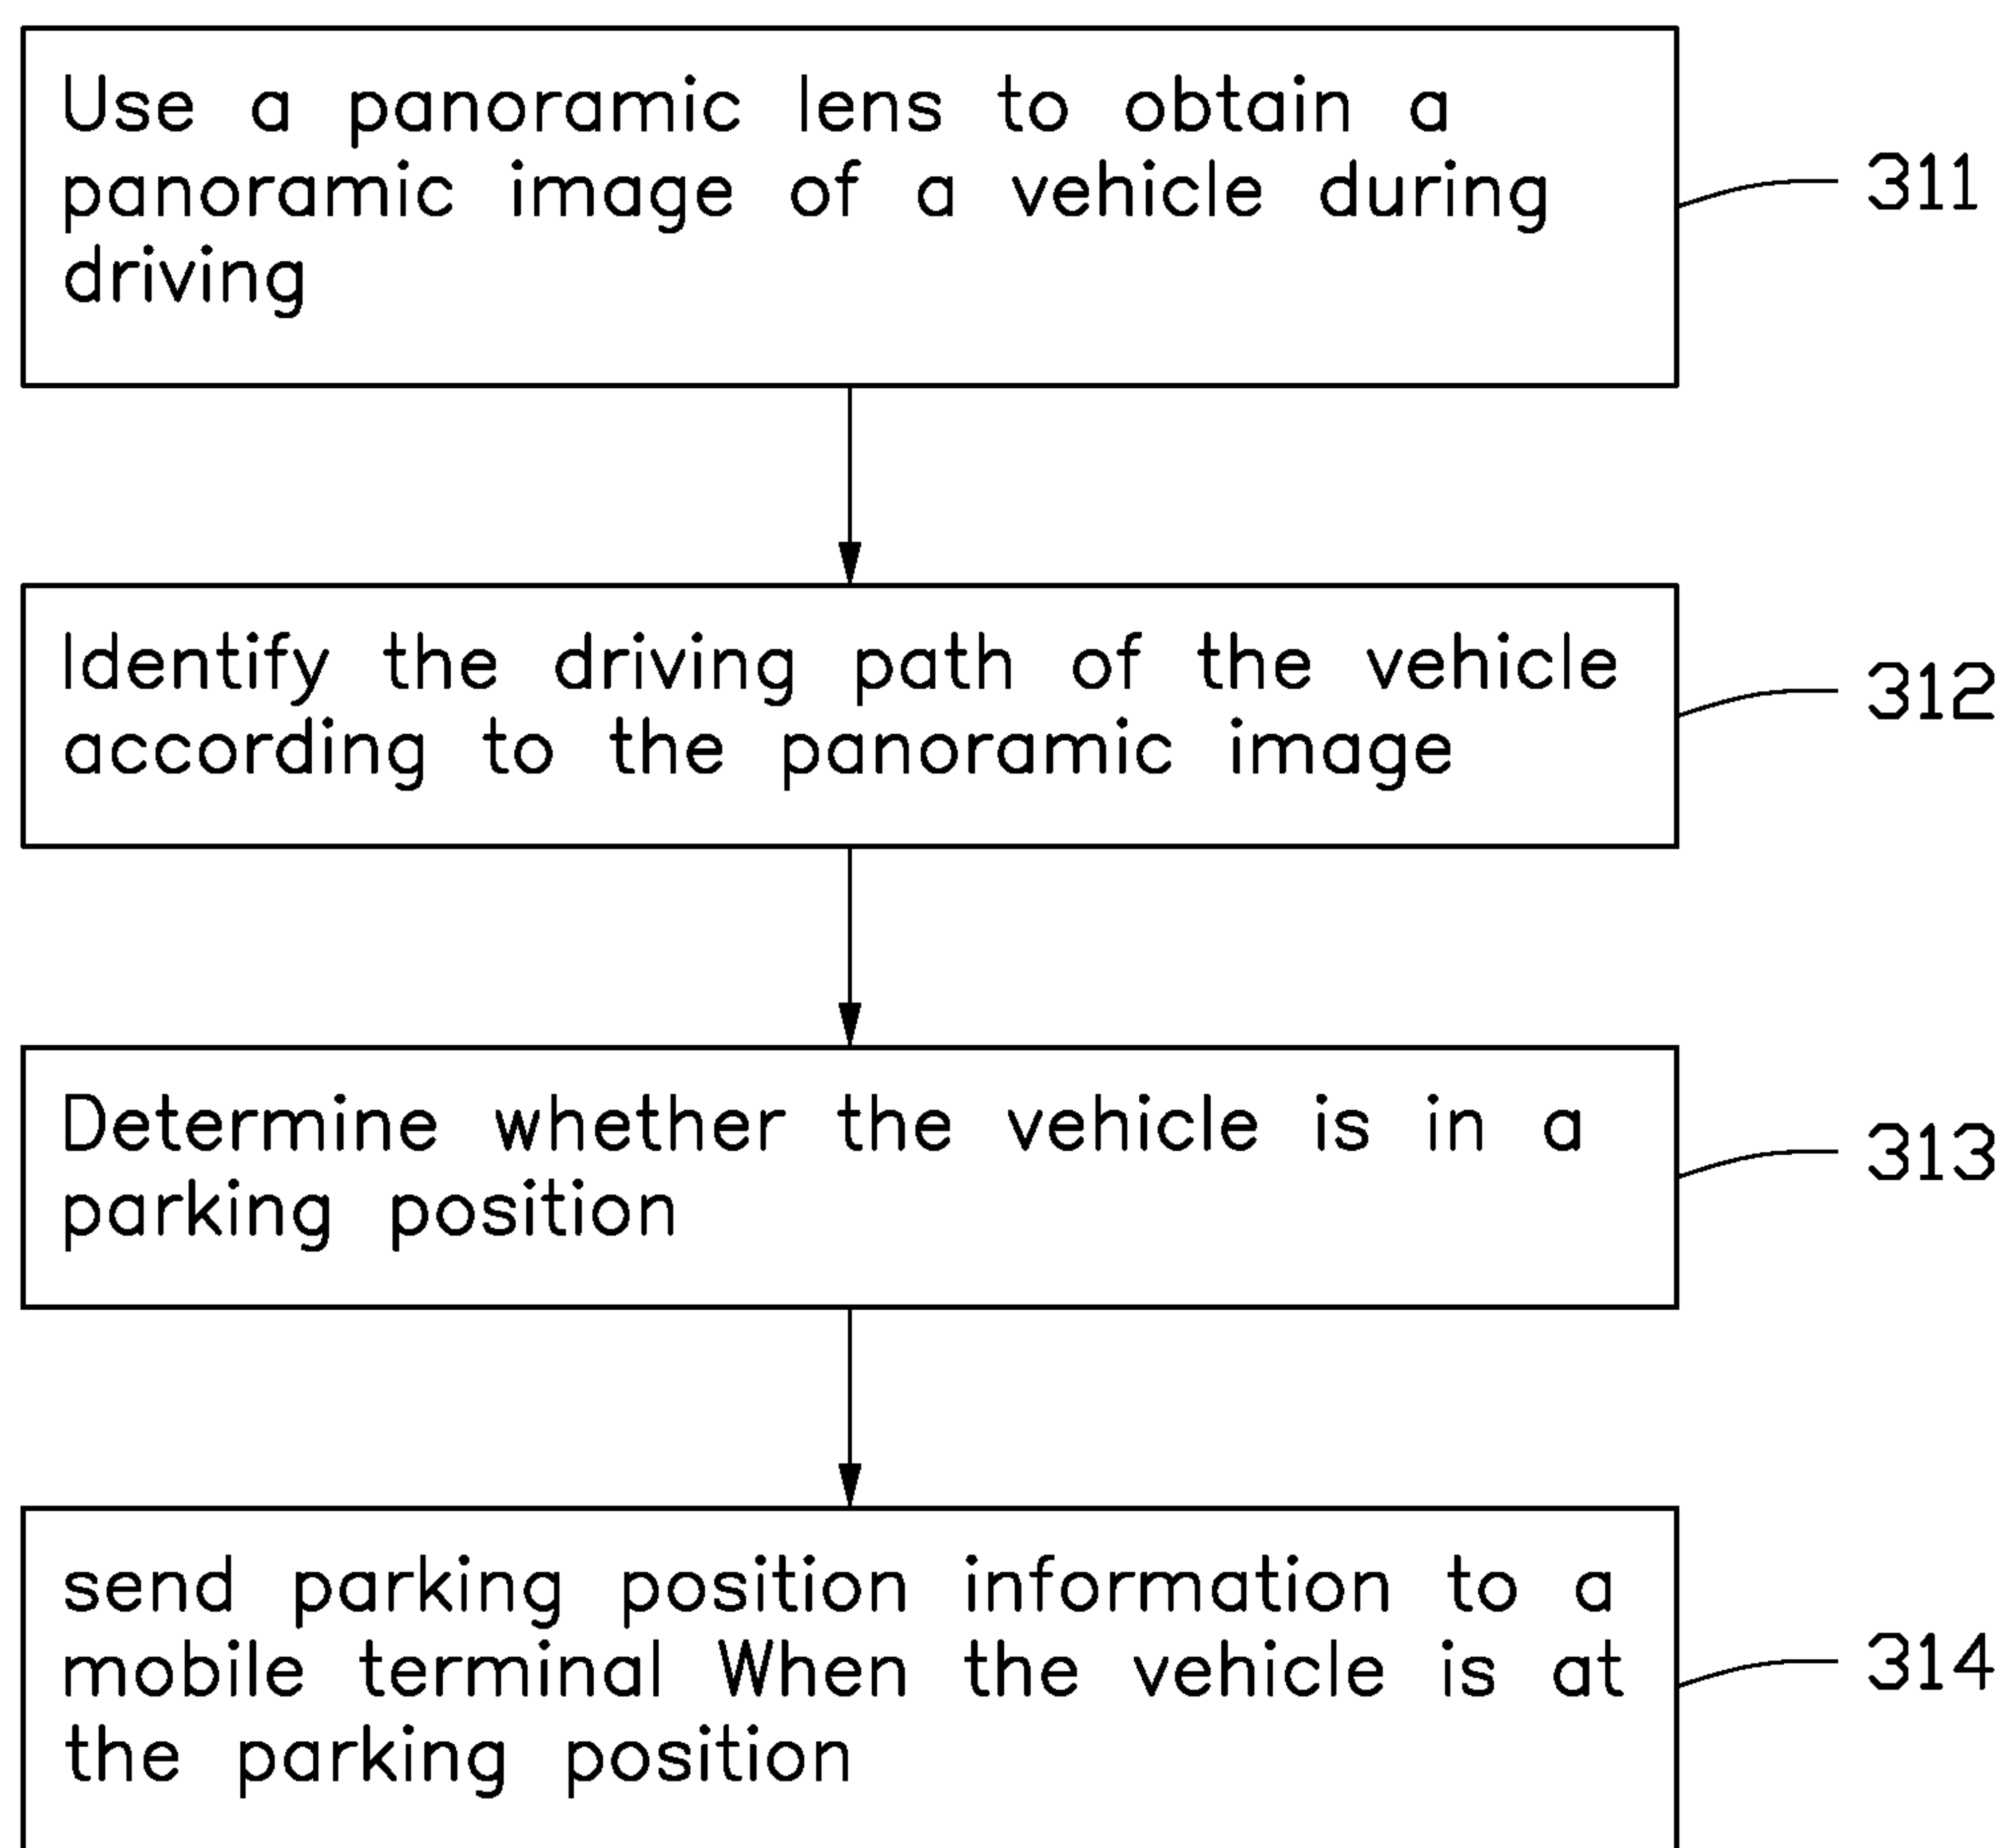 Use a panoramic lens to obtain a
panoramic image of a vehicle during
driving
311
Identify the driving path of the vehicle
according to the panoramic image
312
Determine whether the vehicle is in a
parking position
313
send parking position information to a
mobile terminal When the vehicle is at
the parking position
314